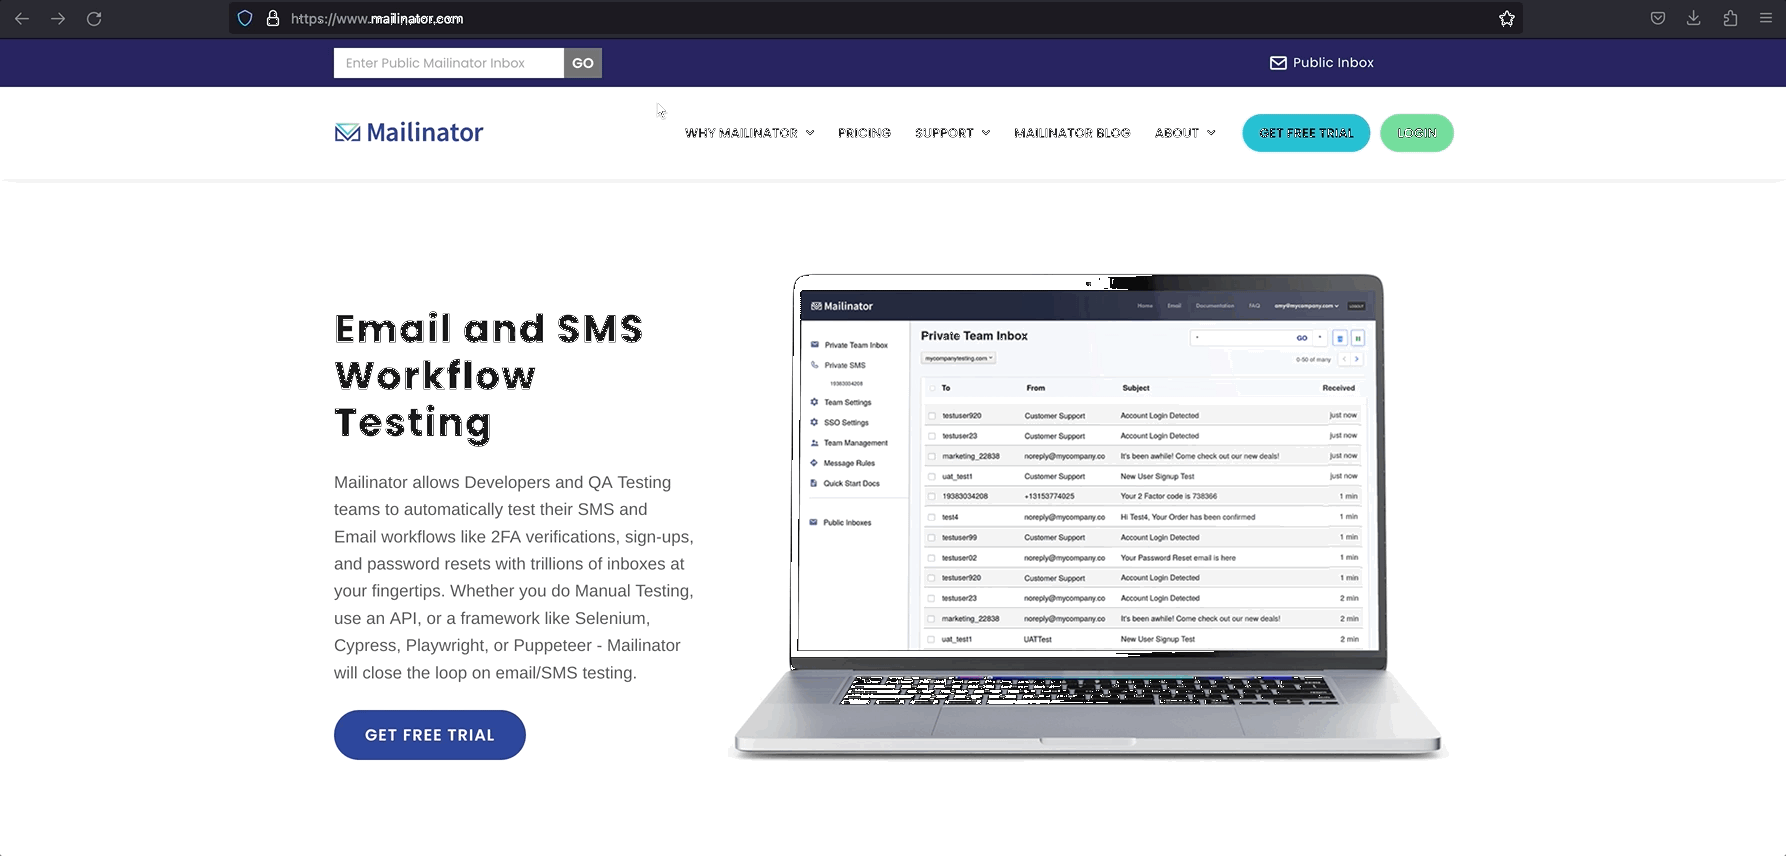 https://www.mailinator.com
Enter Public Mailinator Inbox GO
Public Inbox
Mailinator
WHY MAILINATOR PRICING SUPPORT MAILINATOR BLOG ABOUT GET FREE TRIAL LOGIN
Email and SMS
Workflow
Testing
Mailinator allows Developers and QA Testing
teams to automatically test their SMS and
Email workflows like 2FA verifications, sign-ups,
and password resets with trillions of inboxes at
your fingertips. Whether you do Manual Testing,
use an API, or a framework like Selenium,
Cypress, Playwright, or Puppeteer - Mailinator
will close the loop on email/SMS testing.
GET FREE TRIAL
Mailinator Home Email Documentation FAQ amy@mycompany.com LOGOUT
Private Team Inbox
Private SMS
19383034208
Team Settings
SSO Settings
Team Management
Message Rules
Quick Start Docs
Public Inboxes
Private Team Inbox
* GO
mycompanytesting.com
0-50 of many
To From Subject Received
testuser920 Customer Support Account Login Detected just now
testuser23 Customer Support Account Login Detected just now
marketing_22838 noreply@mycompany.co It's been awhile! Come check out our new deals! just now
uat_test1 Customer Support New User Signup Test just now
19383034208 +13153774025 Your 2 Factor code is 738366 1 min
test4 noreply@mycompany.co Hi Test4, Your Order has been confirmed 1 min
testuser99 Customer Support Account Login Detected 1 min
testuser02 noreply@mycompany.co Your Password Reset email is here 1 min
testuser920 Customer Support Account Login Detected 1 min
testuser23 noreply@mycompany.co Account Login Detected 2 min
marketing_22838 noreply@mycompany.co It's been awhile! Come check out our new deals! 2 min
uat_test1 UATTest New User Signup Test 2 min